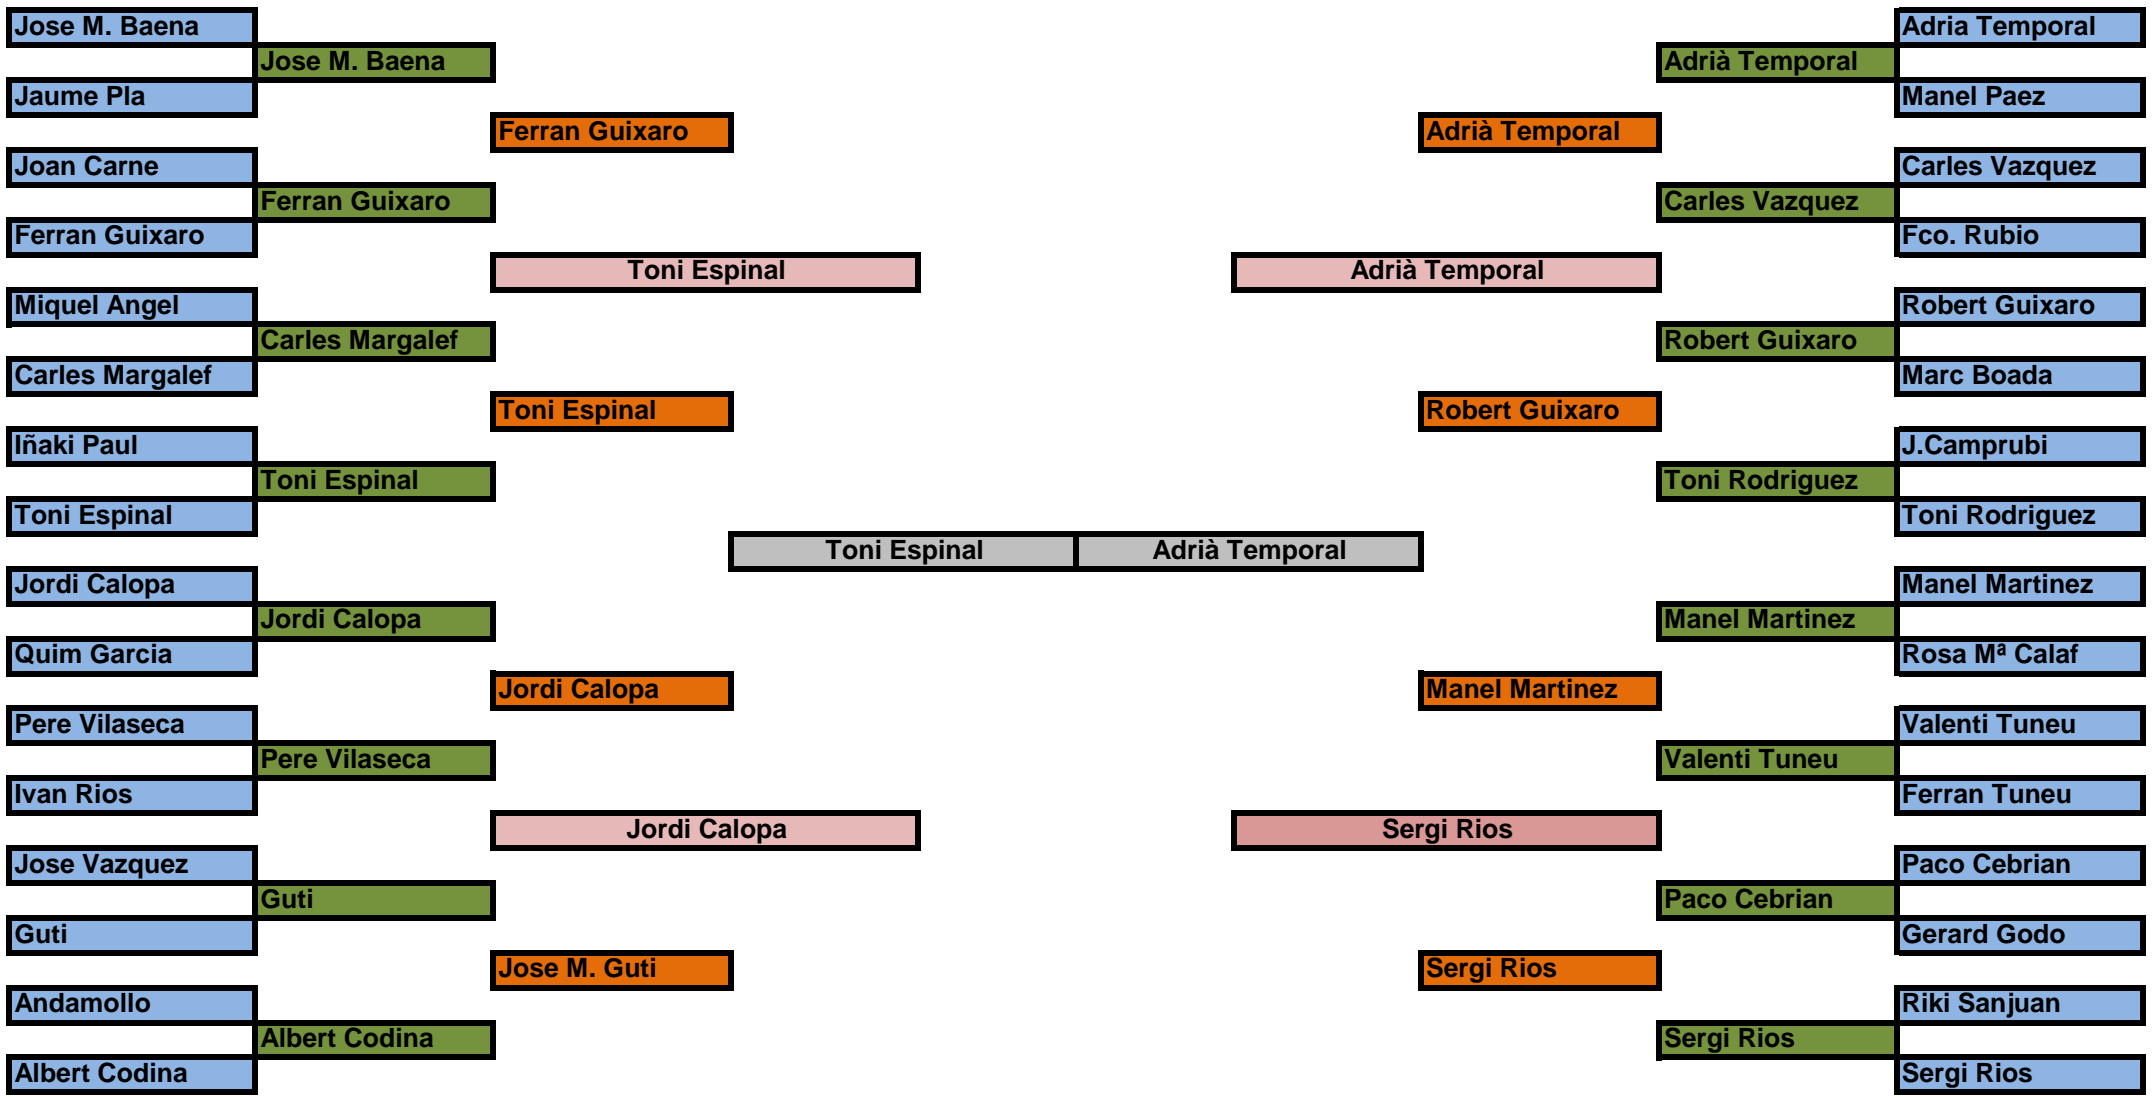 Jose M. Baena
Adria Temporal
Jose M. Baena
Adrià Temporal
Jaume Pla
Manel Paez
Ferran Guixaro
Adrià Temporal
Joan Carne
Carles Vazquez
Ferran Guixaro
Carles Vazquez
Ferran Guixaro
Fco. Rubio
Toni Espinal
Adrià Temporal
Miquel Angel
Robert Guixaro
Carles Margalef
Robert Guixaro
Carles Margalef
Marc Boada
Toni Espinal
Robert Guixaro
Iñaki Paul
J.Camprubi
Toni Espinal
Toni Rodriguez
Toni Espinal
Toni Rodriguez
Toni Espinal
Adrià Temporal
Jordi Calopa
Manel Martinez
Jordi Calopa
Manel Martinez
Quim Garcia
Rosa Mª Calaf
Jordi Calopa
Manel Martinez
Pere Vilaseca
Valenti Tuneu
Pere Vilaseca
Valenti Tuneu
Ivan Rios
Ferran Tuneu
Jordi Calopa
Sergi Rios
Jose Vazquez
Paco Cebrian
Guti
Paco Cebrian
Guti
Gerard Godo
Jose M. Guti
Sergi Rios
Andamollo
Riki Sanjuan
Albert Codina
Sergi Rios
Albert Codina
Sergi Rios